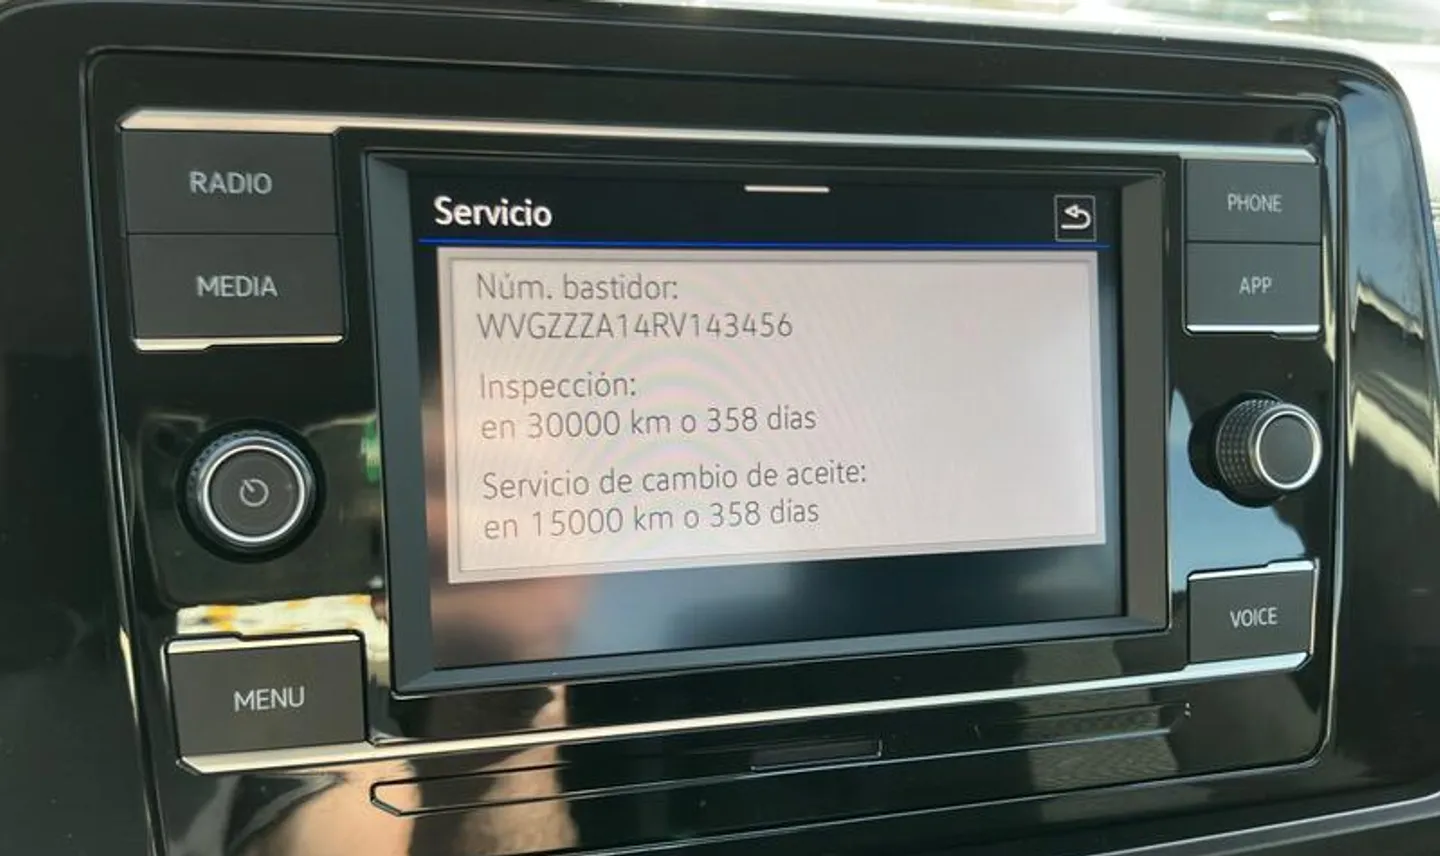 RADIO
MEDIA
MENU
Servicio
Núm. bastidor:
WVGZZZA14RV143456
Inspección:
en 30000 km o 358 días
Servicio de cambio de aceite:
en 15000 km o 358 días
PHONE
APP
VOICE